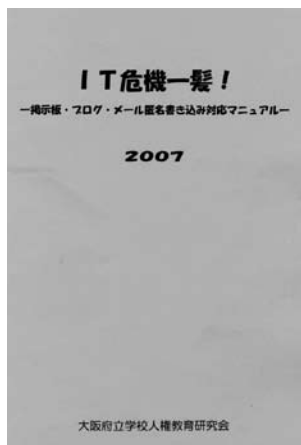 IT危機一髪！
ー掲示板・ブログ・メール匿名書き込み対応マニュアルー
2007
大阪府立学校人権教育研究会